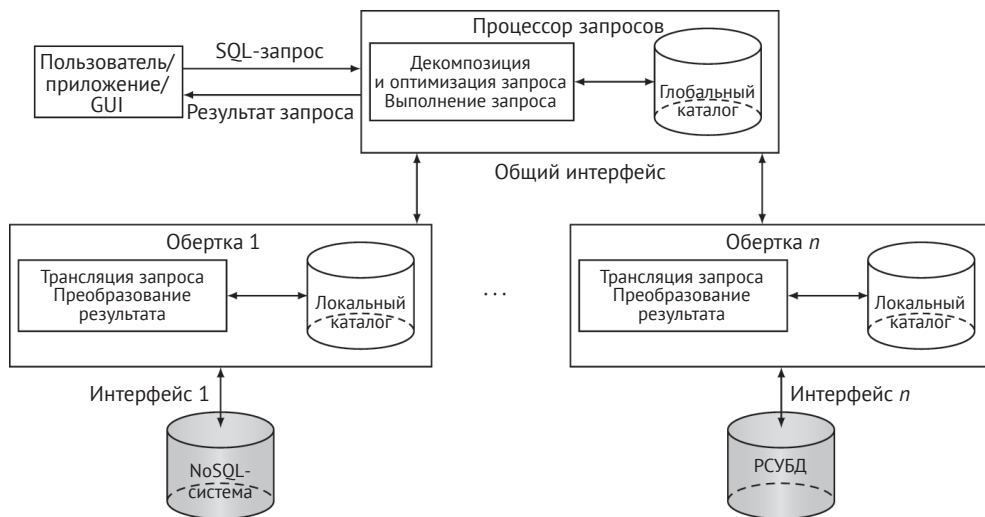 Процессор запросов
SQL-запрос
Пользователь/
приложение/
GUI
Результат запроса
Декомпозиция
и оптимизация запроса
Выполнение запроса
Глобальный
каталог
Общий интерфейс
Обертка 1
Трансляция запроса
Преобразование
результата
Локальный
каталог
...
Обертка n
Трансляция запроса
Преобразование
результата
Локальный
каталог
Интерфейс 1
Интерфейс n
NoSQL-
система
РСУБД